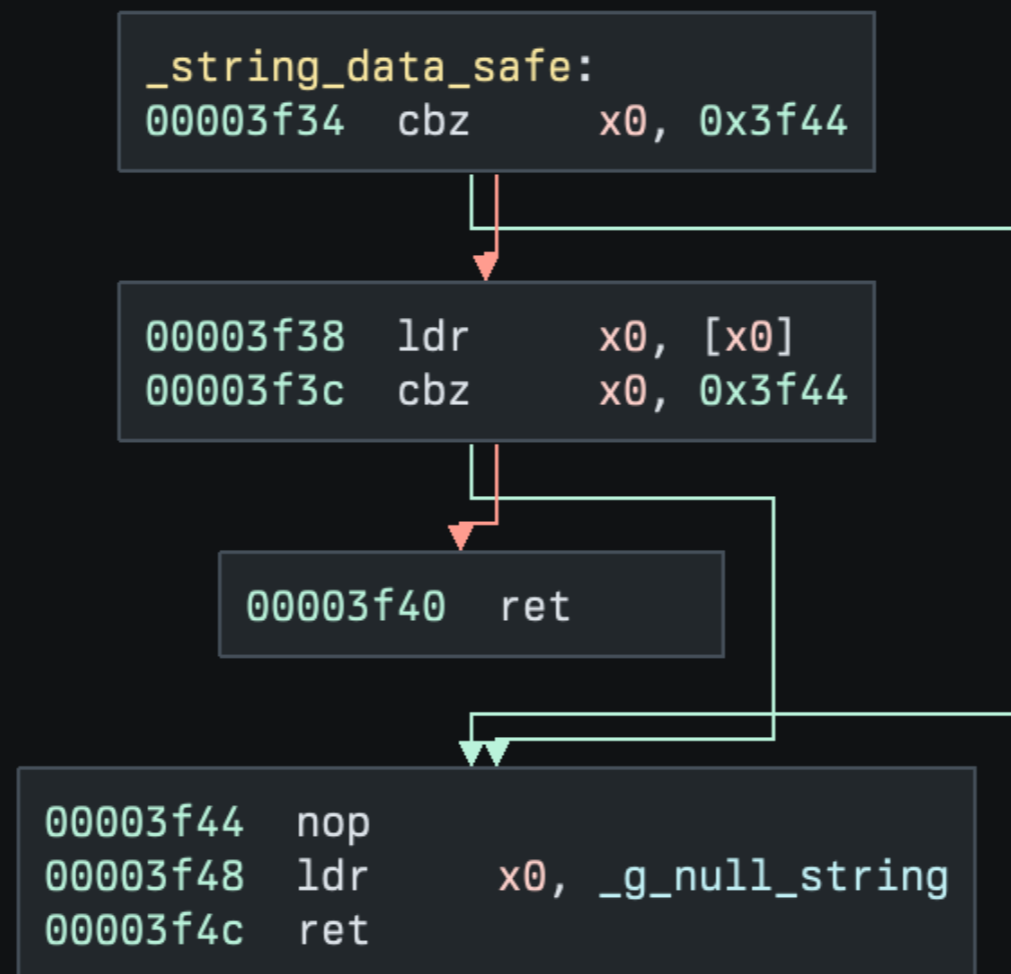 _string_data_safe:
00003f34 cbz x0, 0x3f44
00003f38 ldr x0, [x0]
00003f3c cbz x0, 0x3f44
00003f40 ret
00003f44 nop
00003f48 ldr x0, _g_null_string
00003f4c ret